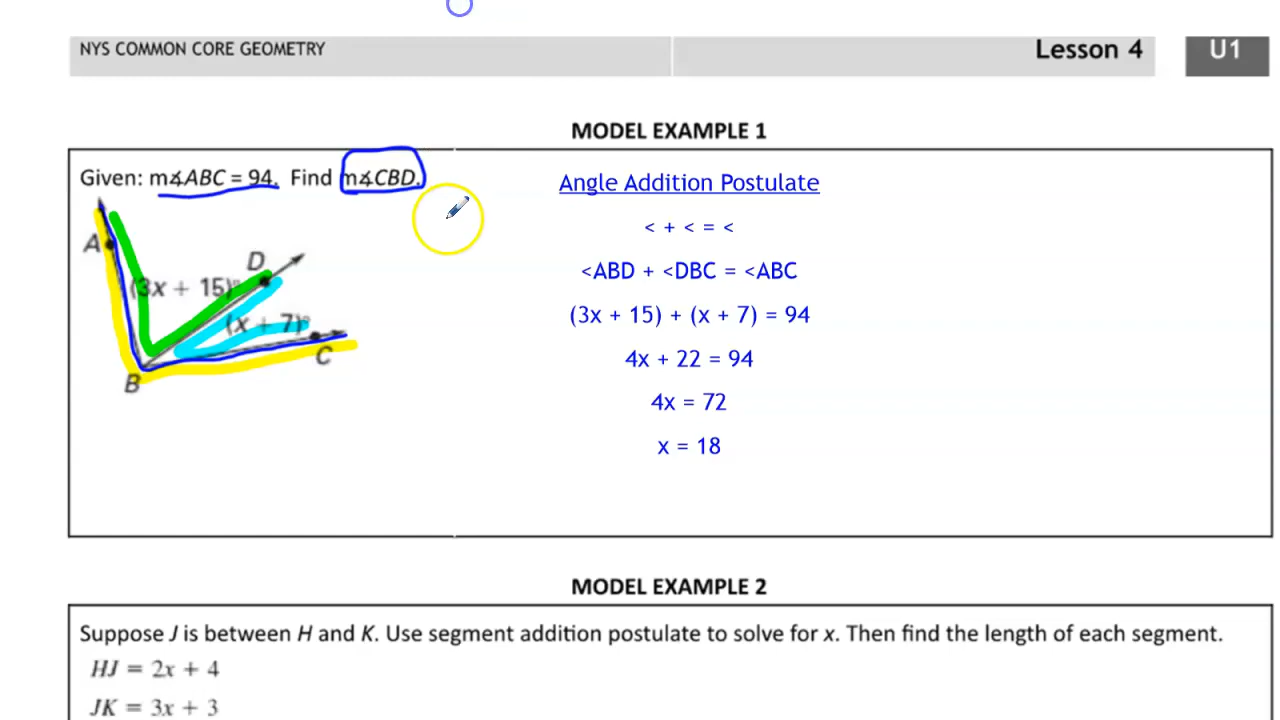 NYS COMMON CORE GEOMETRY
Lesson 4
U1
MODEL EXAMPLE 1
Given: m∡ABC = 94. Find m∡CBD.
Angle Addition Postulate
< + < = <
<ABD + <DBC = <ABC
(3x + 15) + (x + 7) = 94
4x + 22 = 94
4x = 72
x = 18
A
D
(3x + 15)°
(x + 7)°
C
B
MODEL EXAMPLE 2
Suppose J is between H and K. Use segment addition postulate to solve for x. Then find the length of each segment.
HJ = 2x + 4
JK = 3x + 3